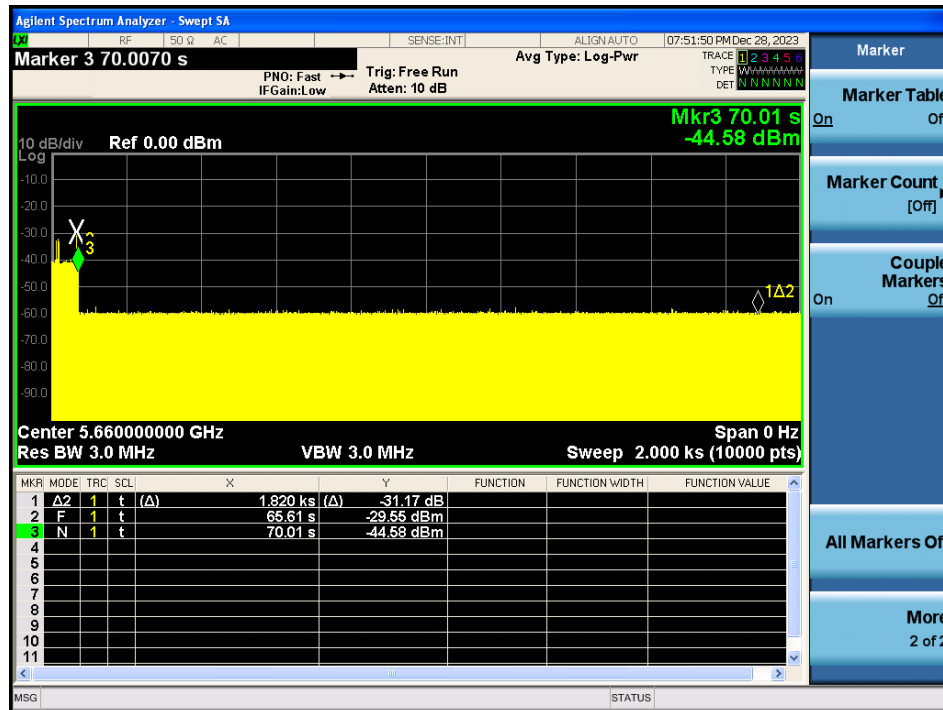 Agilent Spectrum Analyzer - Swept SA
LXI RF 50 Ω AC SENSE:INT ALIGN AUTO 07:51:50 PM Dec 28, 2023
Marker 3 70.0070 s
PNO: Fast
IFGain:Low
Trig: Free Run
Atten: 10 dB
Avg Type: Log-Pwr
TRACE 1 2 3 4 5 6
TYPE
DET N N N N N N
Mkr3 70.01 s
-44.58 dBm
10 dB/div Ref 0.00 dBm
Log
-10.0
-20.0
-30.0
-40.0
-50.0
-60.0
-70.0
-80.0
-90.0
3
1Δ2
Center 5.660000000 GHz Span 0 Hz
Res BW 3.0 MHz VBW 3.0 MHz Sweep 2.000 ks (10000 pts)
MKR MODE TRC SCL X Y FUNCTION FUNCTION WIDTH FUNCTION VALUE
1 Δ2 1 t (Δ) 1.820 ks (Δ) -31.17 dB
2 F 1 t 65.61 s -29.55 dBm
3 N 1 t 70.01 s -44.58 dBm
4
5
6
7
8
9
10
11
MSG STATUS
Marker
Marker Table
On Of
Marker Count
[Off]
Couple
Markers
On Of
All Markers Of
More
2 of 2